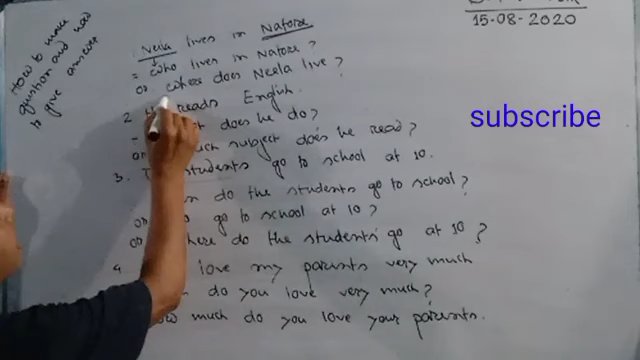 How to make
question and how
to give answer
15-08-2020
subscribe
1. Neela lives in Natore
= Who lives in Natore?
or Where does Neela live?
2. reads English.
does he do?
or subject does he read?
3. students go to school at 10.
do the students go to school?
or go to school at 10?
or do the students go at 10?
4. love my parents very much
do you love very much?
much do you love your parents.